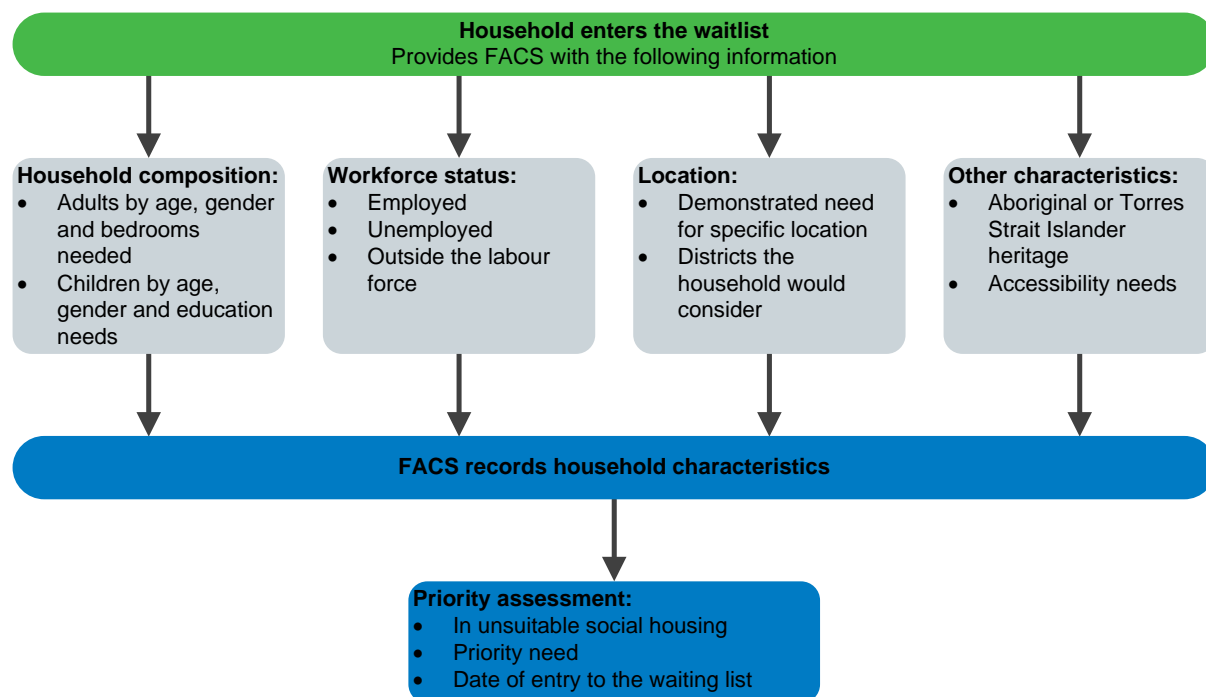 Household enters the waitlist
Provides FACS with the following information
Household composition:
• Adults by age, gender
and bedrooms
needed
• Children by age,
gender and education
needs
Workforce status:
• Employed
• Unemployed
• Outside the labour
force
Location:
• Demonstrated need
for specific location
• Districts the
household would
consider
Other characteristics:
• Aboriginal or Torres
Strait Islander
heritage
• Accessibility needs
FACS records household characteristics
Priority assessment:
• In unsuitable social housing
• Priority need
• Date of entry to the waiting list